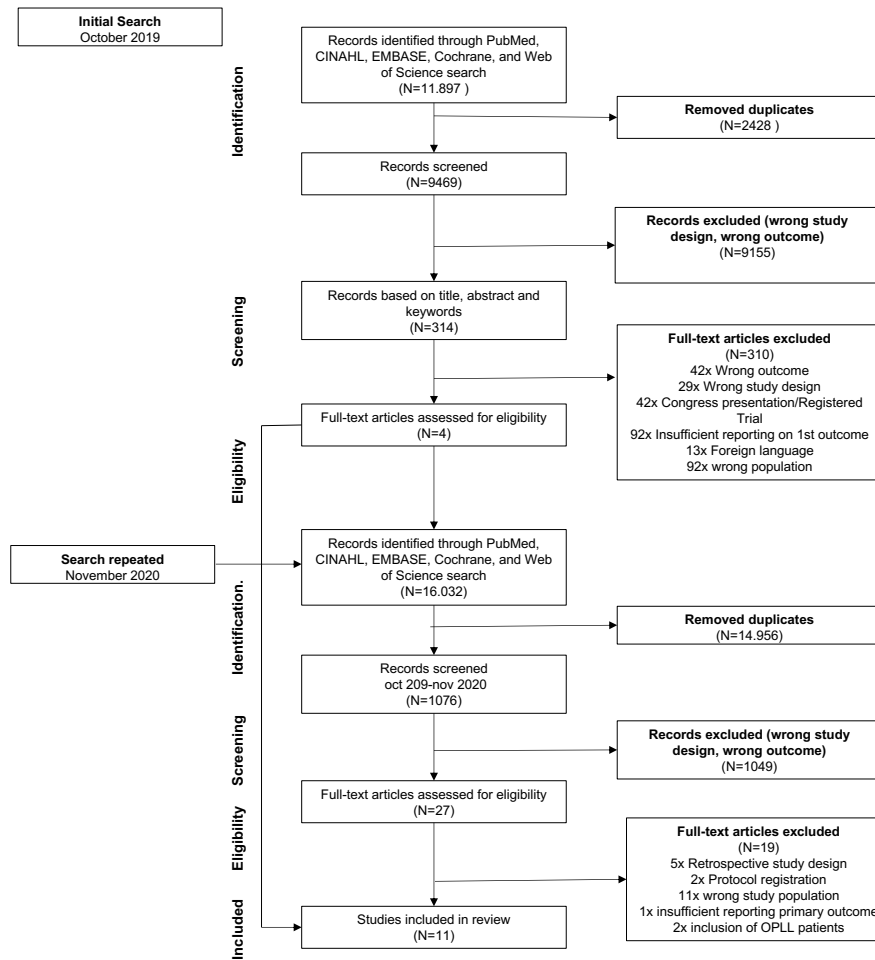 Initial Search
October 2019
Records identified through PubMed,
CINAHL, EMBASE, Cochrane, and Web
of Science search
(N=11.897 )
Identification
Removed duplicates
(N=2428 )
Records screened
(N=9469)
Records excluded (wrong study
design, wrong outcome)
(N=9155
Screening
Records based on title, abstract and
keywords
(N=314)
Full-text articles excluded
(N=310)
42x Wrong outcome
29x Wrong study design
42x Congress presentation/Registered
Trial
92x Insufficient reporting on 1st outcome
13x Foreign language
92x wrong population
Full-text articles assessed for eligibility
(N=4)
Eligibility
Search repeated
November 2020
Records identified through PubMed,
CINAHL, EMBASE, Cochrane, and Web
of Science search
(N=16.032)
Identification.
Removed duplicates
(N=14.956)
Records screened
oct 209-nov 2020
(N=1076)
Screening
Records excluded (wrong study
design, wrong outcome)
(N=1049)
Full-text articles assessed for eligibility
(N=27)
Eligibility
Full-text articles excluded
(N=19)
5x Retrospective study design
2x Protocol registration
11x wrong study population
1x insufficient reporting primary outcome
2x inclusion of OPLL patients
Included
Studies included in review
(N=11)